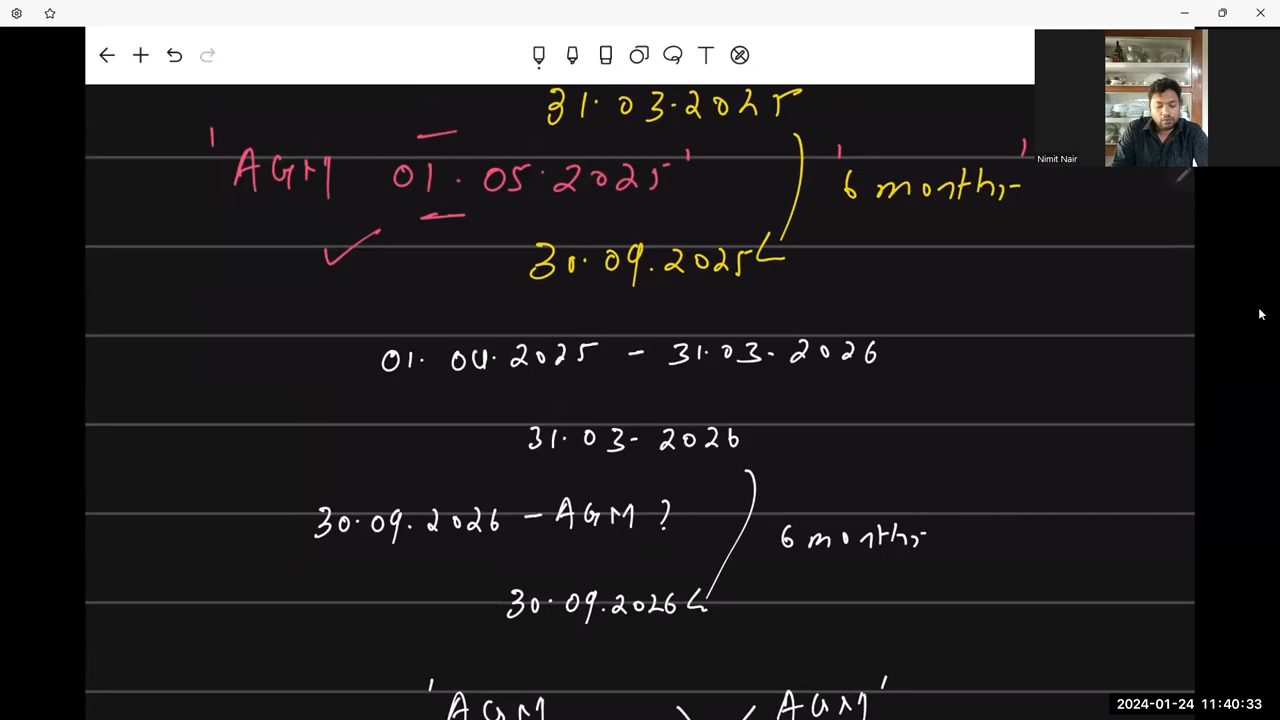 31.03.2025
'AGM 01.05.2025'
'6 months'
Nimit Nair
30.09.2025
01.04.2025 - 31.03-2026
31.03-2026
30.09.2026 - AGM ?
6 months
30.09.2026
'AGM AGM'
2024-01-24 11:40:33